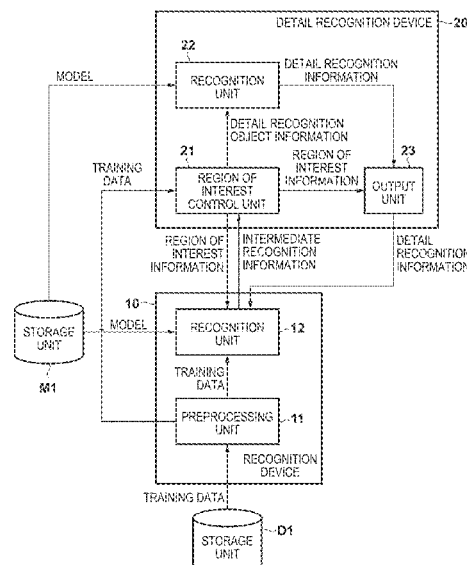 DETAIL RECOGNITION DEVICE
20
22
RECOGNITION
UNIT
DETAIL RECOGNITION
INFORMATION
MODEL
DETAIL RECOGNITION
OBJECT INFORMATION
21
REGION OF
INTEREST
CONTROL UNIT
REGION OF
INTEREST
INFORMATION
23
OUTPUT
UNIT
TRAINING
DATA
REGION OF
INTEREST
INFORMATION
INTERMEDIATE
RECOGNITION
INFORMATION
DETAIL
RECOGNITION
INFORMATION
10
STORAGE
UNIT
M1
MODEL
RECOGNITION
UNIT
12
TRAINING
DATA
PREPROCESSING
UNIT
11
RECOGNITION
DEVICE
TRAINING DATA
STORAGE
UNIT
D1